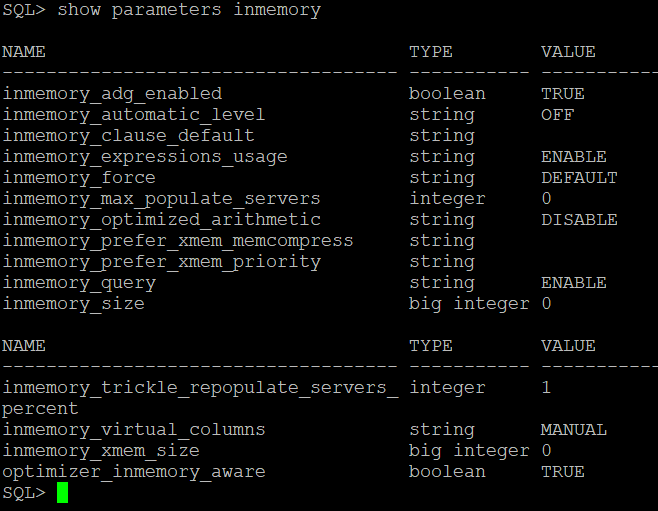 SQL> show parameters inmemory
NAME TYPE VALUE
------------------------------------ ----------- -----------
inmemory_adg_enabled boolean TRUE
inmemory_automatic_level string OFF
inmemory_clause_default string
inmemory_expressions_usage string ENABLE
inmemory_force string DEFAULT
inmemory_max_populate_servers integer 0
inmemory_optimized_arithmetic string DISABLE
inmemory_prefer_xmem_memcompress string
inmemory_prefer_xmem_priority string
inmemory_query string ENABLE
inmemory_size big integer 0
NAME TYPE VALUE
------------------------------------ ----------- -----------
inmemory_trickle_repopulate_servers_ integer 1
percent
inmemory_virtual_columns string MANUAL
inmemory_xmem_size big integer 0
optimizer_inmemory_aware boolean TRUE
SQL>